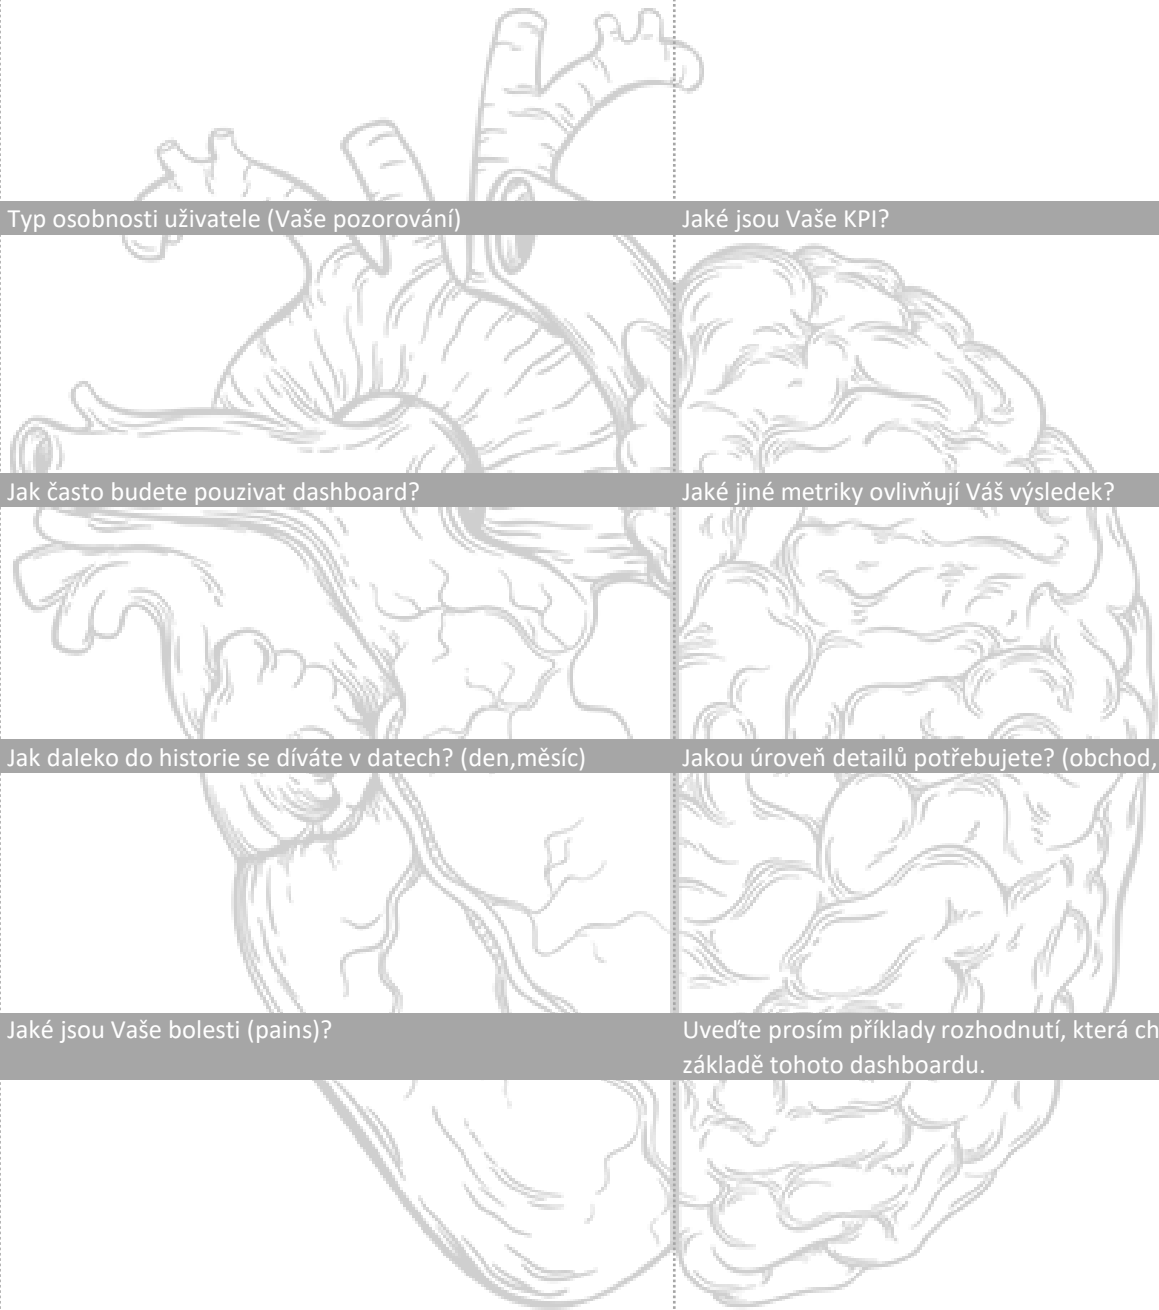 Typ osobnosti uživatele (Vaše pozorování)
Jaké jsou Vaše KPI?
Jak často budete pouzivat dashboard?
Jaké jiné metriky ovlivňují Váš výsledek?
Jak daleko do historie se díváte v datech? (den,měsíc)
Jakou úroveň detailů potřebujete? (obchod,
Jaké jsou Vaše bolesti (pains)?
Uveďte prosím příklady rozhodnutí, která
základě tohoto dashboardu.